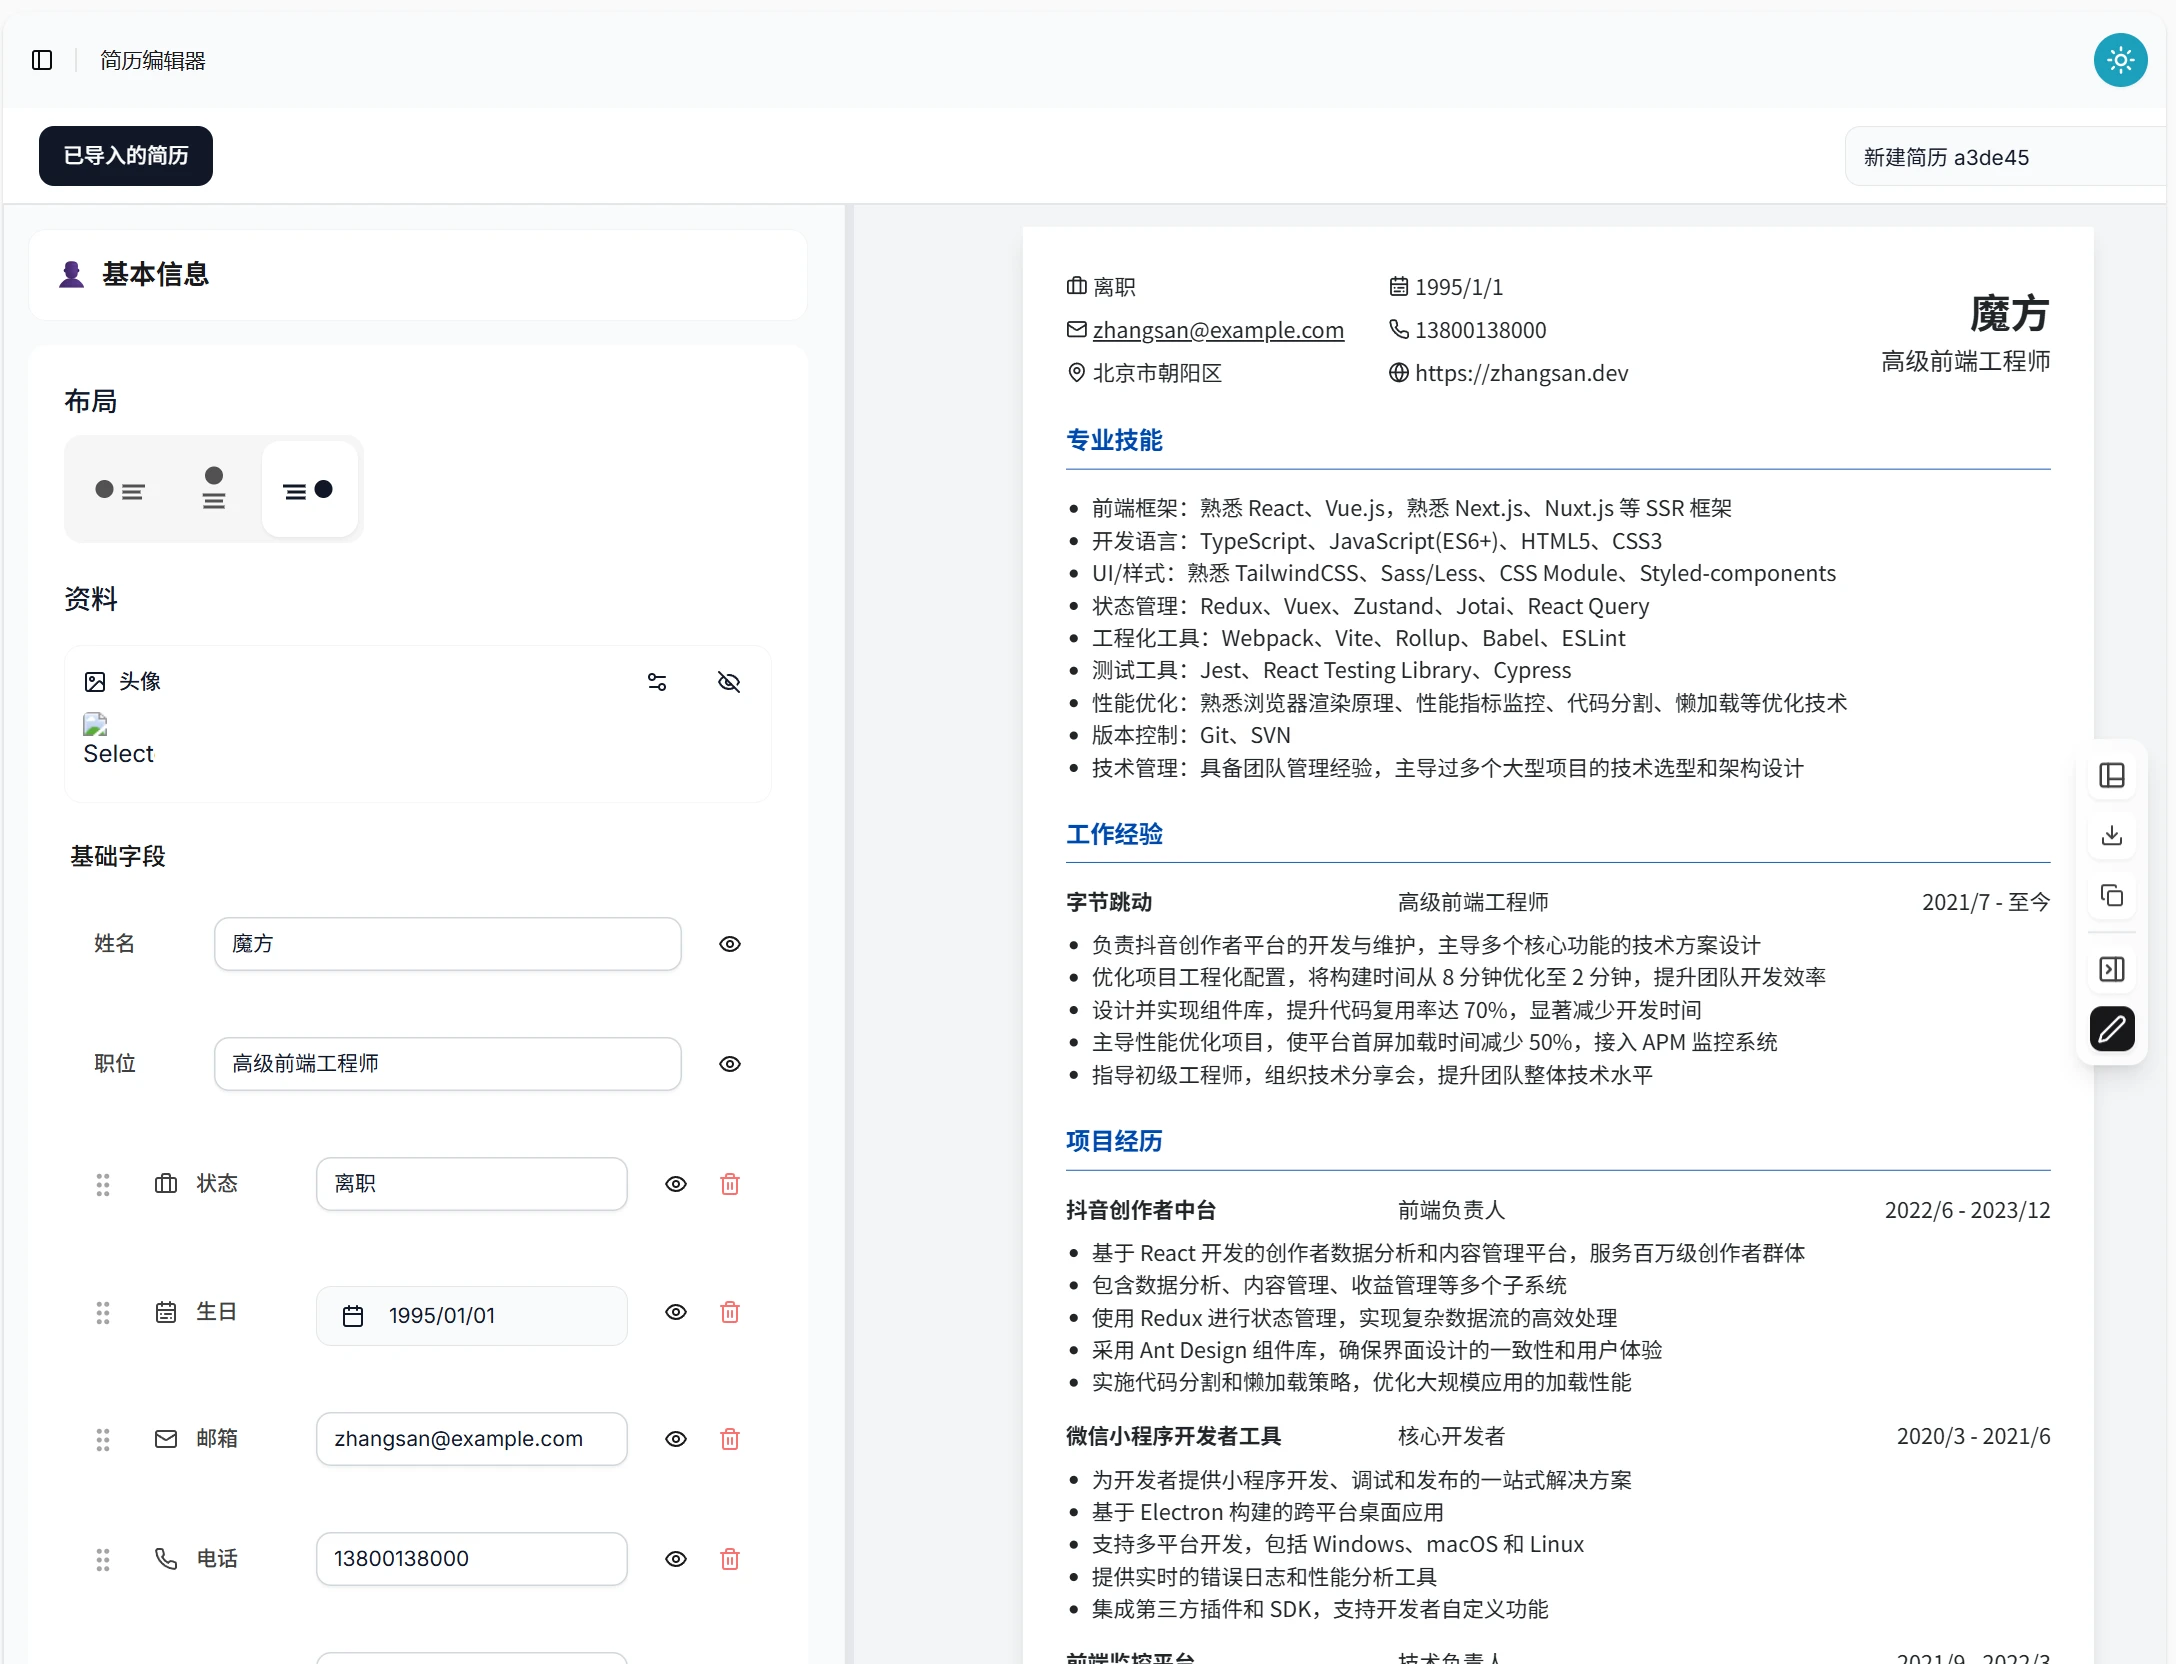 简历编辑器
已导入的简历
新建简历 a3de45
基本信息
布局
资料
头像
Select
基础字段
姓名
魔方
职位
高级前端工程师
状态
离职
生日
1995/01/01
邮箱
zhangsan@example.com
电话
13800138000
离职
1995/1/1
zhangsan@example.com
13800138000
北京市朝阳区
https://zhangsan.dev
魔方
高级前端工程师
专业技能
前端框架：熟悉 React、Vue.js，熟悉 Next.js、Nuxt.js 等 SSR 框架
开发语言：TypeScript、JavaScript(ES6+)、HTML5、CSS3
UI/样式：熟悉 TailwindCSS、Sass/Less、CSS Module、Styled-components
状态管理：Redux、Vuex、Zustand、Jotai、React Query
工程化工具：Webpack、Vite、Rollup、Babel、ESLint
测试工具：Jest、React Testing Library、Cypress
性能优化：熟悉浏览器渲染原理、性能指标监控、代码分割、懒加载等优化技术
版本控制：Git、SVN
技术管理：具备团队管理经验，主导过多个大型项目的技术选型和架构设计
工作经验
字节跳动 高级前端工程师 2021/7 - 至今
负责抖音创作者平台的开发与维护，主导多个核心功能的技术方案设计
优化项目工程化配置，将构建时间从 8 分钟优化至 2 分钟，提升团队开发效率
设计并实现组件库，提升代码复用率达 70%，显著减少开发时间
主导性能优化项目，使平台首屏加载时间减少 50%，接入 APM 监控系统
指导初级工程师，组织技术分享会，提升团队整体技术水平
项目经历
抖音创作者中台 前端负责人 2022/6 - 2023/12
基于 React 开发的创作者数据分析和内容管理平台，服务百万级创作者群体
包含数据分析、内容管理、收益管理等多个子系统
使用 Redux 进行状态管理，实现复杂数据流的高效处理
采用 Ant Design 组件库，确保界面设计的一致性和用户体验
实施代码分割和懒加载策略，优化大规模应用的加载性能
微信小程序开发者工具 核心开发者 2020/3 - 2021/6
为开发者提供小程序开发、调试和发布的一站式解决方案
基于 Electron 构建的跨平台桌面应用
支持多平台开发，包括 Windows、macOS 和 Linux
提供实时的错误日志和性能分析工具
集成第三方插件和 SDK，支持开发者自定义功能
前端监控平台 技术负责人 2021/9 - 2022/3